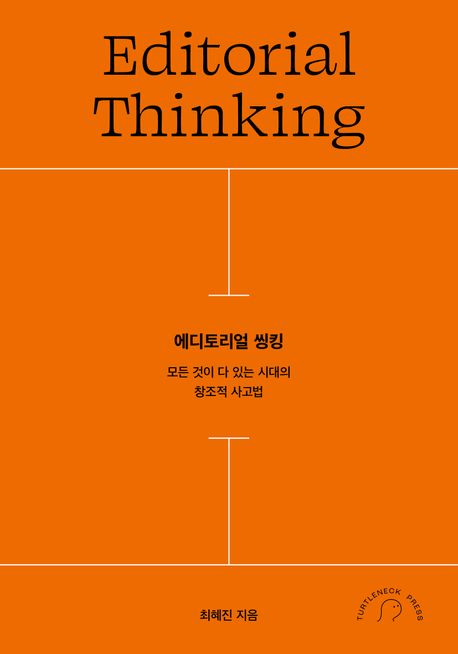 Editorial
Thinking
에디토리얼 씽킹
모든 것이 다 있는 시대의
창조적 사고법
최혜진 지음
TURTLENECK PRESS